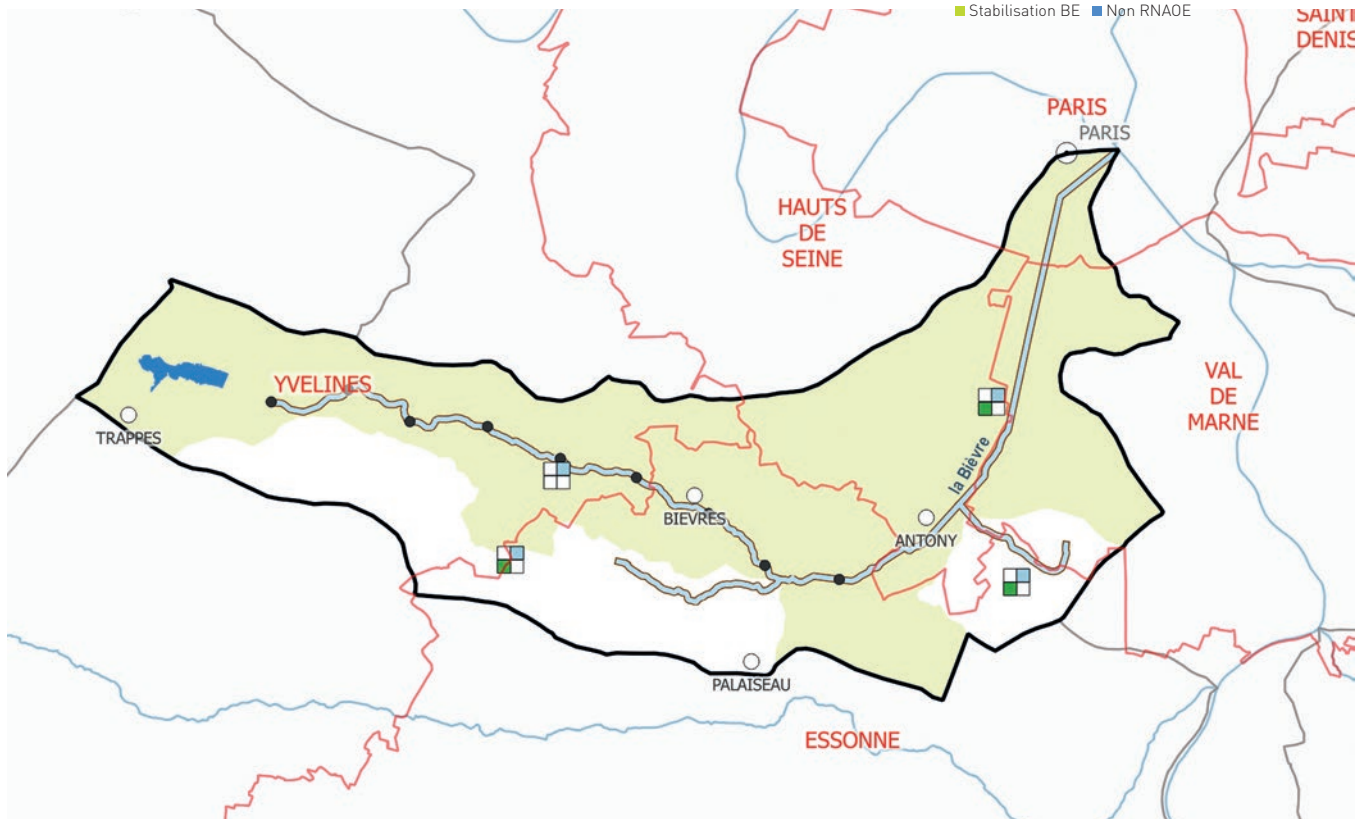 Stabilisation BE Nøn RNAOE
SAINT
DENIS
PARIS
PARIS
HAUTS
DE
SEINE
YVELINES
VAL
DE
MARNE
TRAPPES
la Bièvre
BIEVRES
ANTONY
PALAISEAU
ESSONNE